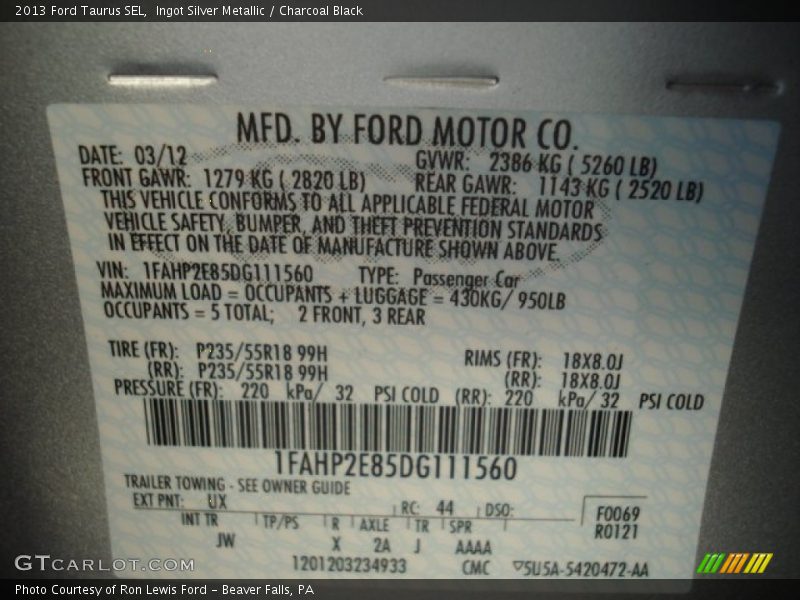 2013 Ford Taurus SEL, Ingot Silver Metallic / Charcoal Black
MFD. BY FORD MOTOR CO.
DATE: 03/12 GVWR: 2386 KG ( 5260 LB)
FRONT GAWR: 1279 KG ( 2820 LB) REAR GAWR: 1143 KG ( 2520 LB)
THIS VEHICLE CONFORMS TO ALL APPLICABLE FEDERAL MOTOR
VEHICLE SAFETY, BUMPER, AND THEFT PREVENTION STANDARDS
IN EFFECT ON THE DATE OF MANUFACTURE SHOWN ABOVE.
VIN: 1FAHP2E85DG111560 TYPE: Passenger Car
MAXIMUM LOAD = OCCUPANTS + LUGGAGE = 430KG/ 950LB
OCCUPANTS = 5 TOTAL; 2 FRONT, 3 REAR
TIRE (FR): P235/55R18 99H RIMS (FR): 18X8.0J
(RR): P235/55R18 99H (RR): 18X8.0J
PRESSURE (FR): 220 kPa/ 32 PSI COLD (RR): 220 kPa/ 32 PSI COLD
1FAHP2E85DG111560
TRAILER TOWING - SEE OWNER GUIDE
EXT PNT: UX RC: 44 DSO: F0069
INT TR TP/PS R AXLE TR SPR R0121
JW X 2A J AAAA
1201203234933 CMC 5U5A-5420472-AA
GTCARLOT.COM
Photo Courtesy of Ron Lewis Ford - Beaver Falls, PA